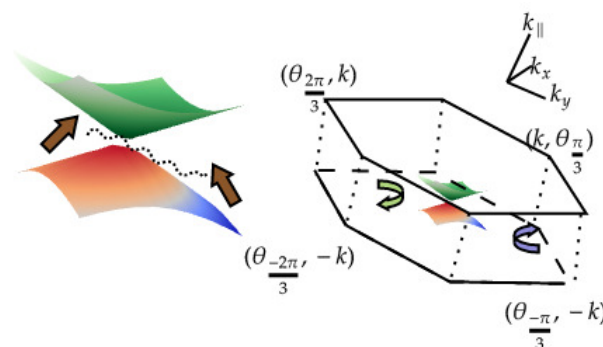 k∥
kx
ky
(θ2π/3, k)
(k, θπ/3)
(θ-2π/3, -k)
(θ-π/3, -k)